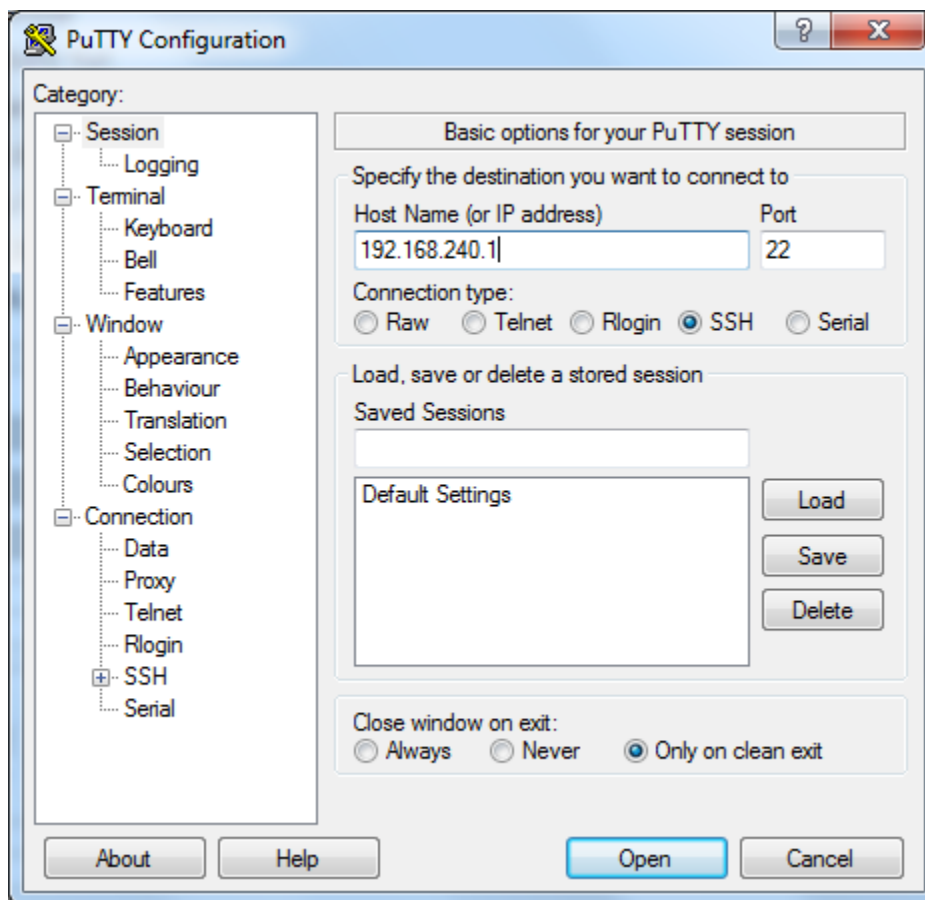 PuTTY Configuration
?
X
Category:
Session
Logging
Terminal
Keyboard
Bell
Features
Window
Appearance
Behaviour
Translation
Selection
Colours
Connection
Data
Proxy
Telnet
Rlogin
SSH
Serial
Basic options for your PuTTY session
Specify the destination you want to connect to
Host Name (or IP address) Port
192.168.240.1 22
Connection type:
Raw Telnet Rlogin SSH Serial
Load, save or delete a stored session
Saved Sessions
Default Settings
Load
Save
Delete
Close window on exit:
Always Never Only on clean exit
About Help Open Cancel